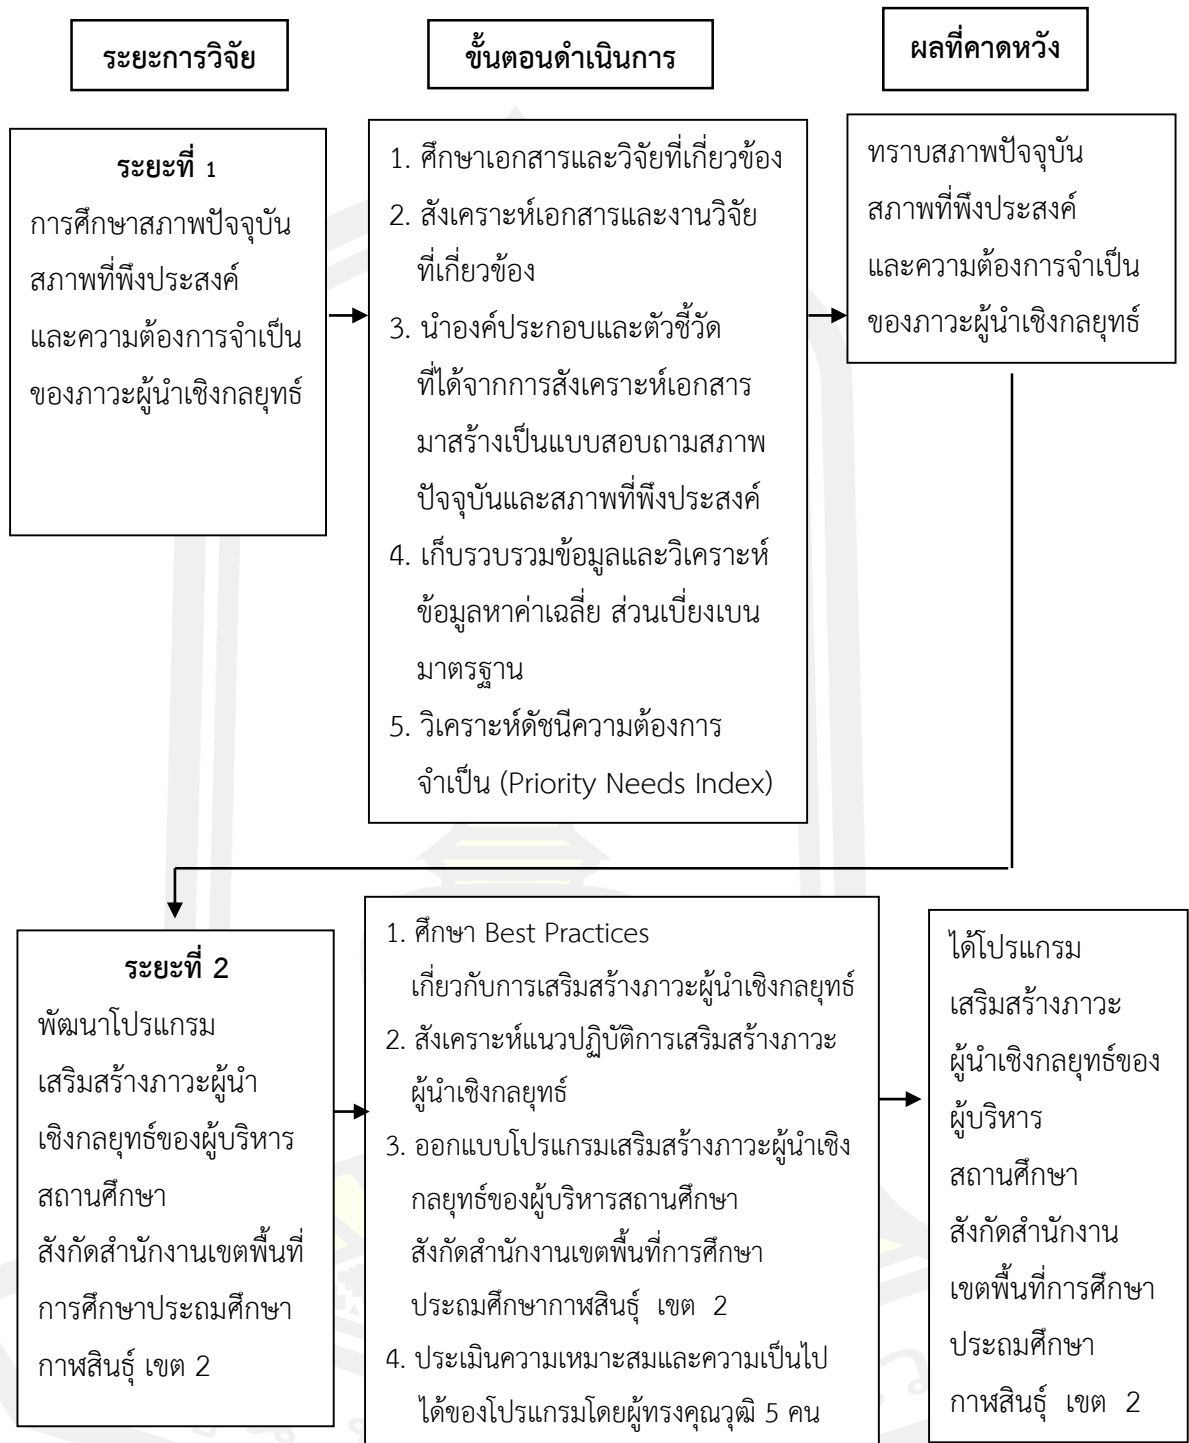 ระยะการวิจัย
ขั้นตอนดำเนินการ
ผลที่คาดหวัง
ระยะที่ 1
การศึกษาสภาพปัจจุบัน
สภาพที่พึงประสงค์
และความต้องการจำเป็น
ของภาวะผู้นำเชิงกลยุทธ์
1. ศึกษาเอกสารและวิจัยที่เกี่ยวข้อง
2. สังเคราะห์เอกสารและงานวิจัย
ที่เกี่ยวข้อง
3. นำองค์ประกอบและตัวชี้วัด
ที่ได้จากการสังเคราะห์เอกสาร
มาสร้างเป็นแบบสอบถามสภาพ
ปัจจุบันและสภาพที่พึงประสงค์
4. เก็บรวบรวมข้อมูลและวิเคราะห์
ข้อมูลหาค่าเฉลี่ย ส่วนเบี่ยงเบน
มาตรฐาน
5. วิเคราะห์ดัชนีความต้องการ
จำเป็น (Priority Needs Index)
ทราบสภาพปัจจุบัน
สภาพที่พึงประสงค์
และความต้องการจำเป็น
ของภาวะผู้นำเชิงกลยุทธ์
ระยะที่ 2
พัฒนาโปรแกรม
เสริมสร้างภาวะผู้นำ
เชิงกลยุทธ์ของผู้บริหาร
สถานศึกษา
สังกัดสำนักงานเขตพื้นที่
การศึกษาประถมศึกษา
กาฬสินธุ์ เขต 2
1. ศึกษา Best Practices
เกี่ยวกับการเสริมสร้างภาวะผู้นำเชิงกลยุทธ์
2. สังเคราะห์แนวปฏิบัติการเสริมสร้างภาวะ
ผู้นำเชิงกลยุทธ์
3. ออกแบบโปรแกรมเสริมสร้างภาวะผู้นำเชิง
กลยุทธ์ของผู้บริหารสถานศึกษา
สังกัดสำนักงานเขตพื้นที่การศึกษา
ประถมศึกษากาฬสินธุ์ เขต 2
4. ประเมินความเหมาะสมและความเป็นไป
ได้ของโปรแกรมโดยผู้ทรงคุณวุฒิ 5 คน
ได้โปรแกรม
เสริมสร้างภาวะ
ผู้นำเชิงกลยุทธ์ของ
ผู้บริหาร
สถานศึกษา
สังกัดสำนักงาน
เขตพื้นที่การศึกษา
ประถมศึกษา
กาฬสินธุ์ เขต 2